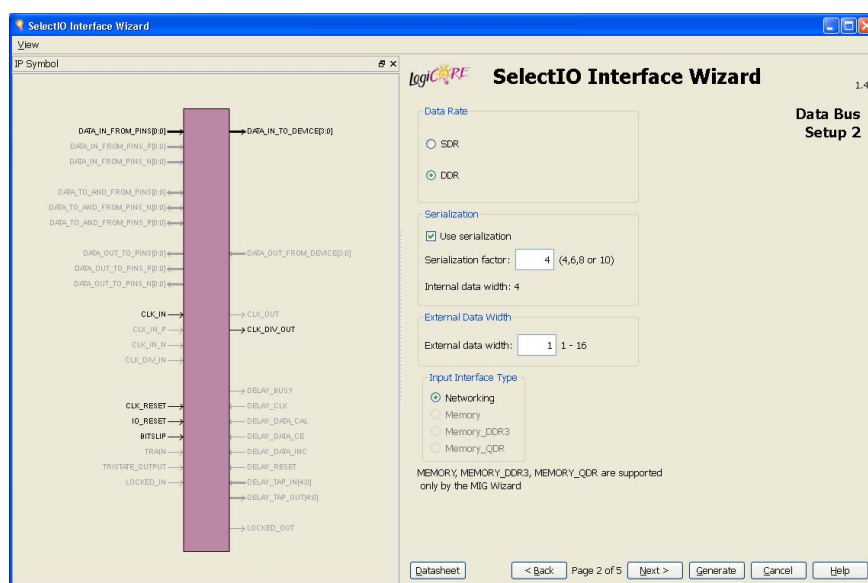 SelectIO Interface Wizard
View
IP Symbol
DATA_IN_FROM_PINS[0:0]
DATA_IN_TO_DEVICE[3:0]
DATA_IN_FROM_PINS_P[0:0]
DATA_IN_FROM_PINS_N[0:0]
DATA_TO_AND_FROM_PINS[0:0]
DATA_TO_AND_FROM_PINS_N[0:0]
DATA_TO_AND_FROM_PINS_P[0:0]
DATA_OUT_TO_PINS[0:0]
DATA_OUT_FROM_DEVICE[3:0]
DATA_OUT_TO_PINS_P[0:0]
DATA_OUT_TO_PINS_N[0:0]
CLK_IN
CLK_OUT
CLK_IN_P
CLK_DIV_OUT
CLK_IN_N
CLK_DIV_IN
DELAY_BUSY
CLK_RESET
DELAY_CLK
IO_RESET
DELAY_DATA_CAL
BITSLIP
DELAY_DATA_CE
TRAIN
DELAY_DATA_INC
TRISTATE_OUTPUT
DELAY_RESET
LOCKED_IN
DELAY_TAP_IN[4:0]
DELAY_TAP_OUT[4:0]
LOCKED_OUT
LogiCORE
SelectIO Interface Wizard
1.4
Data Bus
Setup 2
Data Rate
SDR
DDR
Serialization
Use serialization
Serialization factor: 4 (4,6,8 or 10)
Internal data width: 4
External Data Width
External data width: 1 1 - 16
Input Interface Type
Networking
Memory
Memory_DDR3
Memory_QDR
MEMORY, MEMORY_DDR3, MEMORY_QDR are supported
only by the MIG Wizard
Datasheet
< Back
Page 2 of 5
Next >
Generate
Cancel
Help